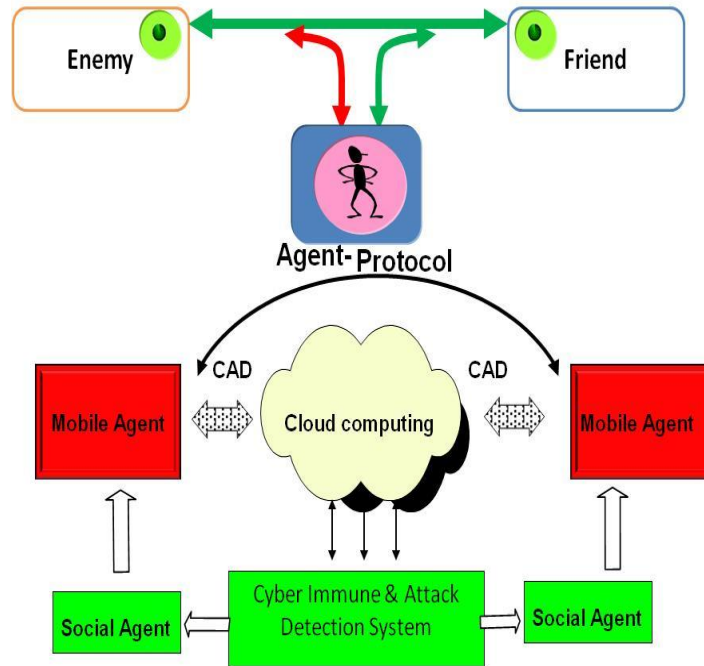 Enemy
Friend
Agent-Protocol
CAD
CAD
Mobile Agent
Cloud computing
Mobile Agent
Cyber Immune & Attack
Detection System
Social Agent
Social Agent